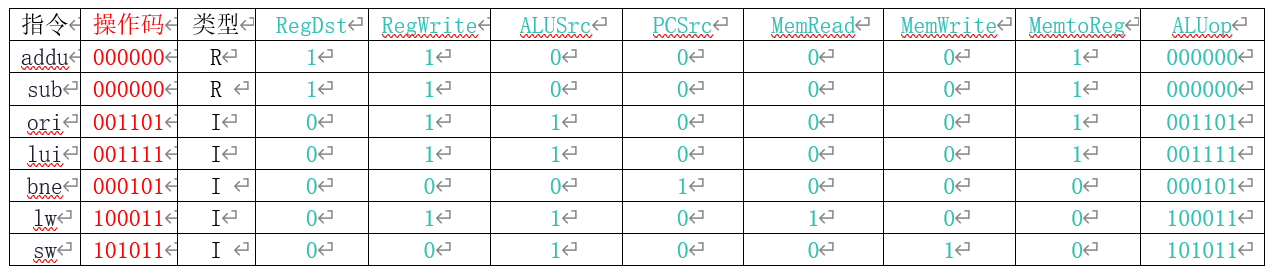 指令 操作码 类型 RegDst RegWrite ALUSrc PCSrc MemRead MemWrite MemtoReg ALUop
addu 000000 R 1 1 0 0 0 0 1 000000
sub 000000 R 1 1 0 0 0 0 1 000000
ori 001101 I 0 1 1 0 0 0 1 001101
lui 001111 I 0 1 1 0 0 0 1 001111
bne 000101 I 0 0 0 1 0 0 0 000101
lw 100011 I 0 1 1 0 1 0 0 100011
sw 101011 I 0 0 1 0 0 1 0 101011